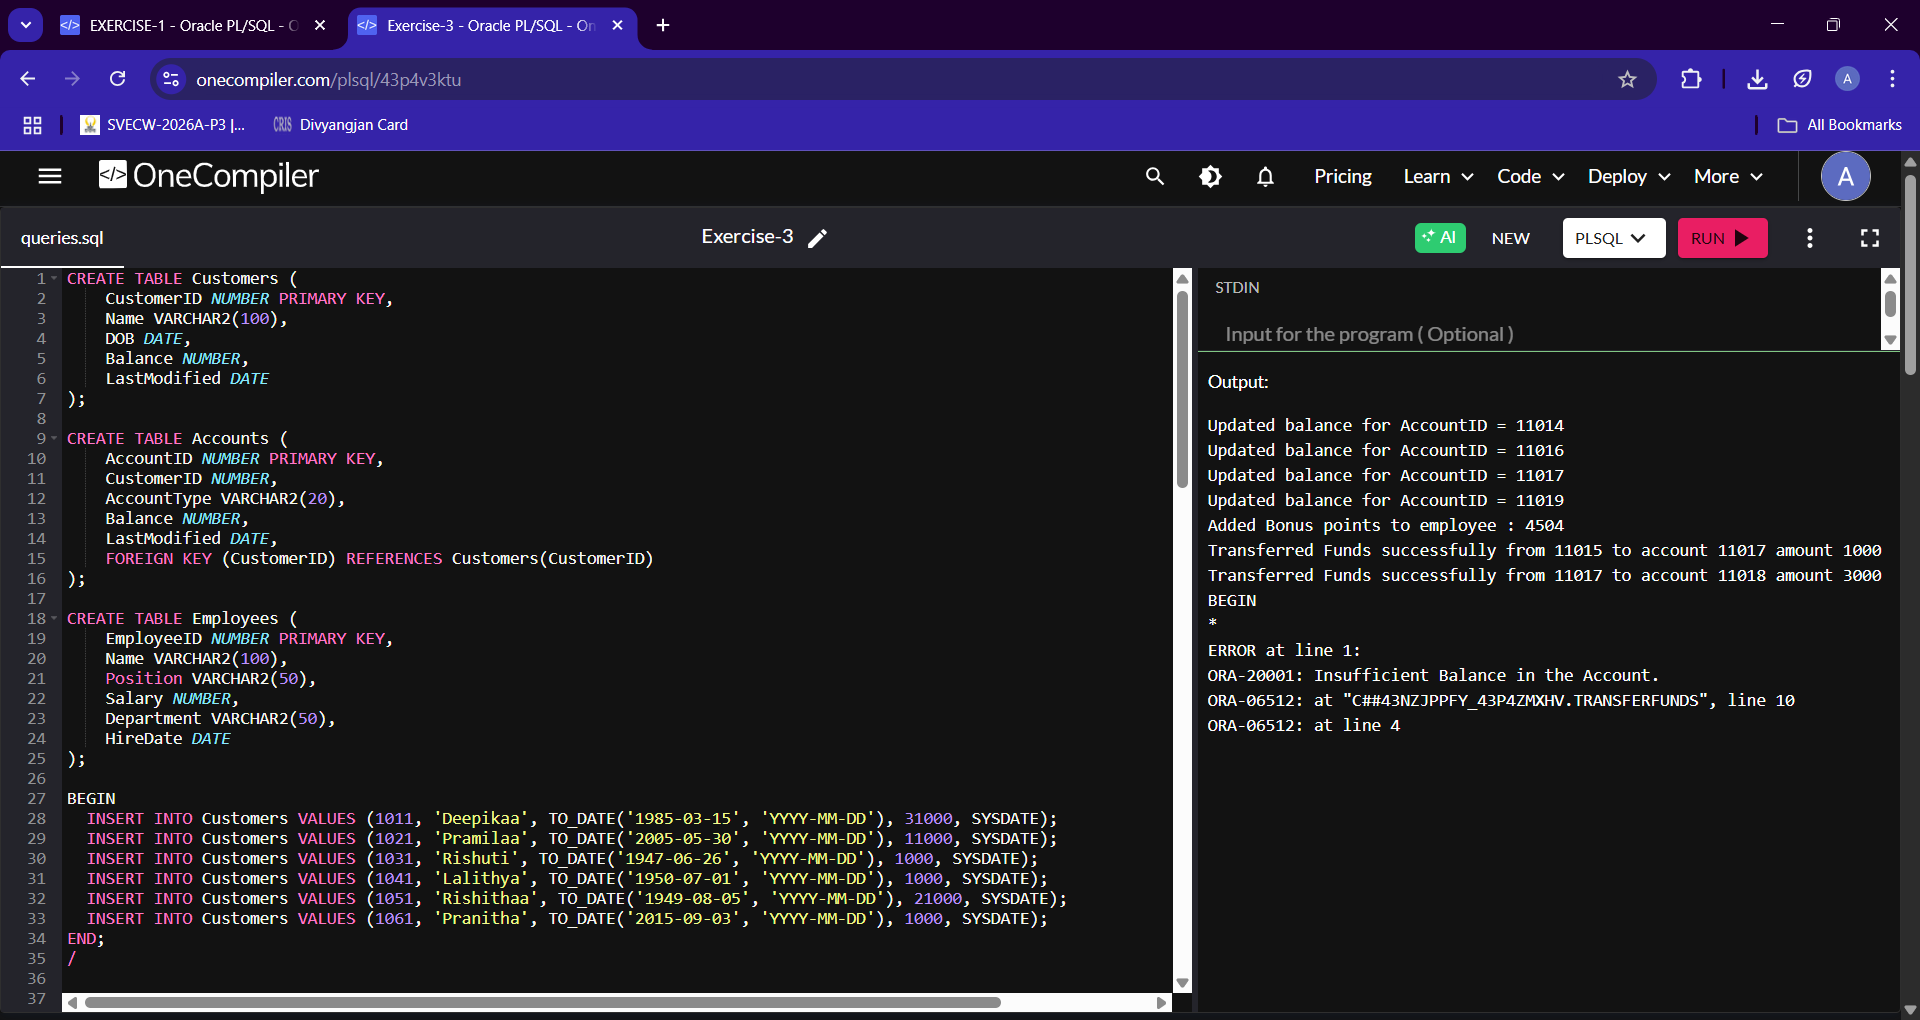 EXERCISE-1 - Oracle PL/SQL - O
Exercise-3 - Oracle PL/SQL - On
onecompiler.com/plsql/43p4v3ktu
A
SVECW-2026A-P3 |...
CRIS Divyangjan Card
All Bookmarks
</> OneCompiler
Pricing
Learn
Code
Deploy
More
A
queries.sql
Exercise-3
AI
NEW
PLSQL
RUN
1 CREATE TABLE Customers (
2 CustomerID NUMBER PRIMARY KEY,
3 Name VARCHAR2(100),
4 DOB DATE,
5 Balance NUMBER,
6 LastModified DATE
7 );
8
9 CREATE TABLE Accounts (
10 AccountID NUMBER PRIMARY KEY,
11 CustomerID NUMBER,
12 AccountType VARCHAR2(20),
13 Balance NUMBER,
14 LastModified DATE,
15 FOREIGN KEY (CustomerID) REFERENCES Customers(CustomerID)
16 );
17
18 CREATE TABLE Employees (
19 EmployeeID NUMBER PRIMARY KEY,
20 Name VARCHAR2(100),
21 Position VARCHAR2(50),
22 Salary NUMBER,
23 Department VARCHAR2(50),
24 HireDate DATE
25 );
26
27 BEGIN
28 INSERT INTO Customers VALUES (1011, 'Deepikaa', TO_DATE('1985-03-15', 'YYYY-MM-DD'), 31000, SYSDATE);
29 INSERT INTO Customers VALUES (1021, 'Pramilaa', TO_DATE('2005-05-30', 'YYYY-MM-DD'), 11000, SYSDATE);
30 INSERT INTO Customers VALUES (1031, 'Rishuti', TO_DATE('1947-06-26', 'YYYY-MM-DD'), 1000, SYSDATE);
31 INSERT INTO Customers VALUES (1041, 'Lalithya', TO_DATE('1950-07-01', 'YYYY-MM-DD'), 1000, SYSDATE);
32 INSERT INTO Customers VALUES (1051, 'Rishithaa', TO_DATE('1949-08-05', 'YYYY-MM-DD'), 21000, SYSDATE);
33 INSERT INTO Customers VALUES (1061, 'Pranitha', TO_DATE('2015-09-03', 'YYYY-MM-DD'), 1000, SYSDATE);
34 END;
35 /
36
37
STDIN
Input for the program ( Optional )
Output:
Updated balance for AccountID = 11014
Updated balance for AccountID = 11016
Updated balance for AccountID = 11017
Updated balance for AccountID = 11019
Added Bonus points to employee : 4504
Transferred Funds successfully from 11015 to account 11017 amount 1000
Transferred Funds successfully from 11017 to account 11018 amount 3000
BEGIN
*
ERROR at line 1:
ORA-20001: Insufficient Balance in the Account.
ORA-06512: at "C##43NZJPPFY_43P4ZMXHV.TRANSFERFUNDS", line 10
ORA-06512: at line 4